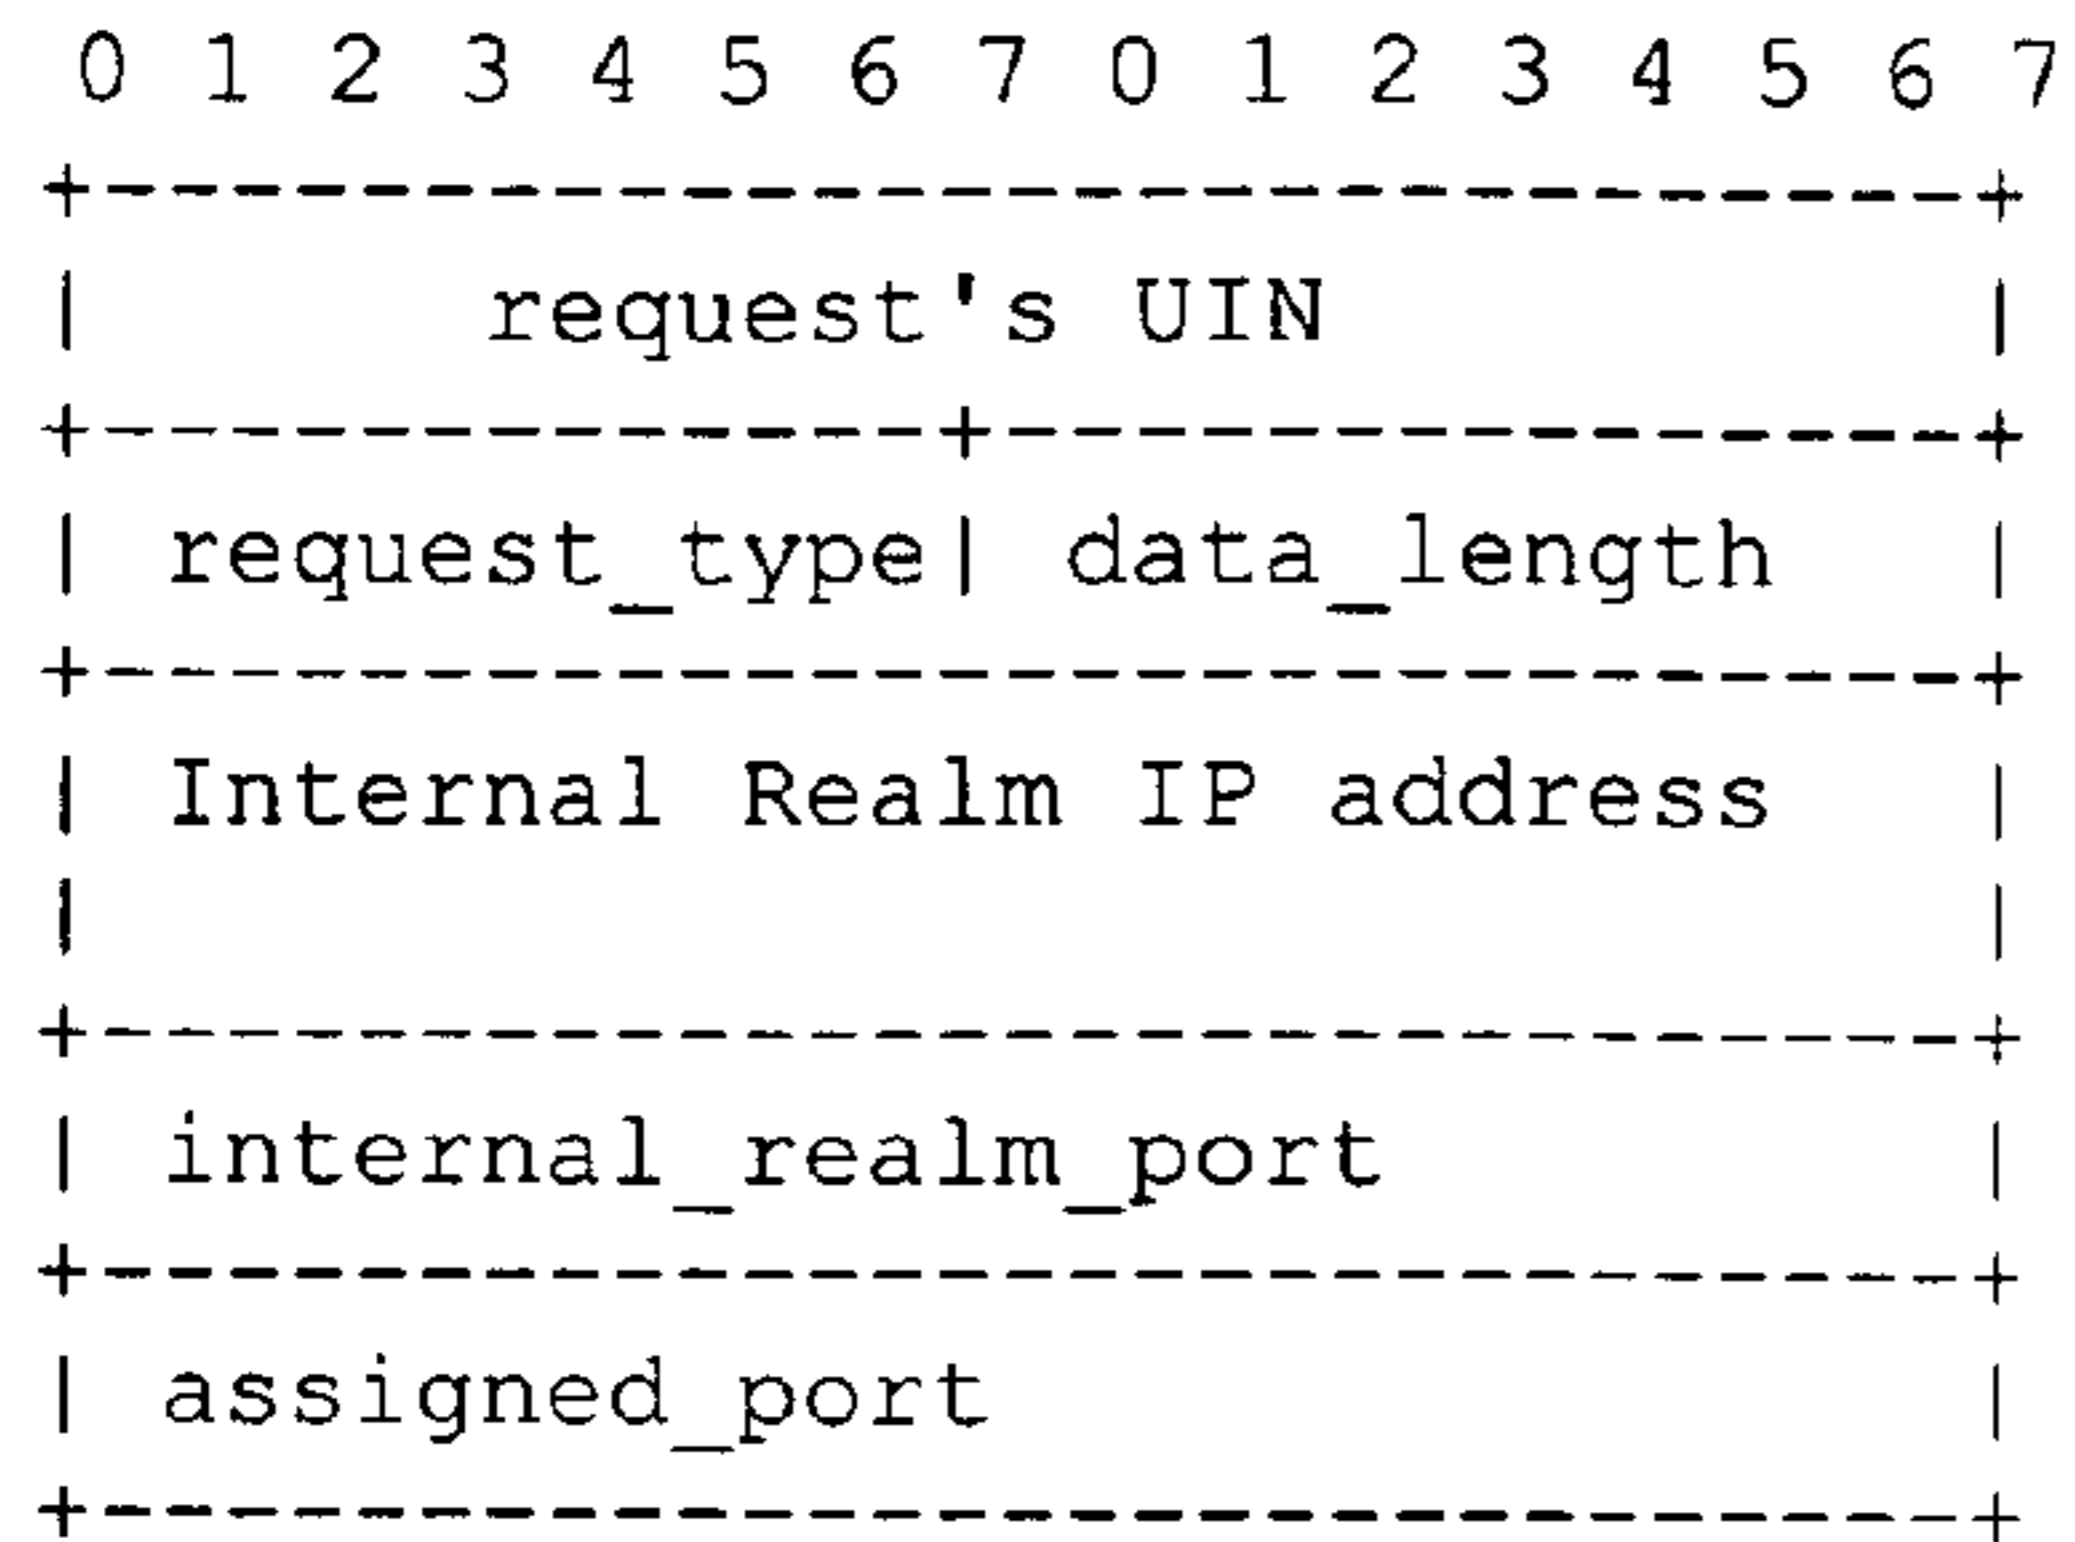 0 1 2 3 4 5 6 7 0 1 2 3 4 5 6 7
+-----------------------------+
| request's UIN |
+-------------+---------------+
| request_type| data_length |
+-----------------------------+
| Internal Realm IP address |
| |
+-----------------------------+
| internal_realm_port |
+-----------------------------+
| assigned_port |
+-----------------------------+